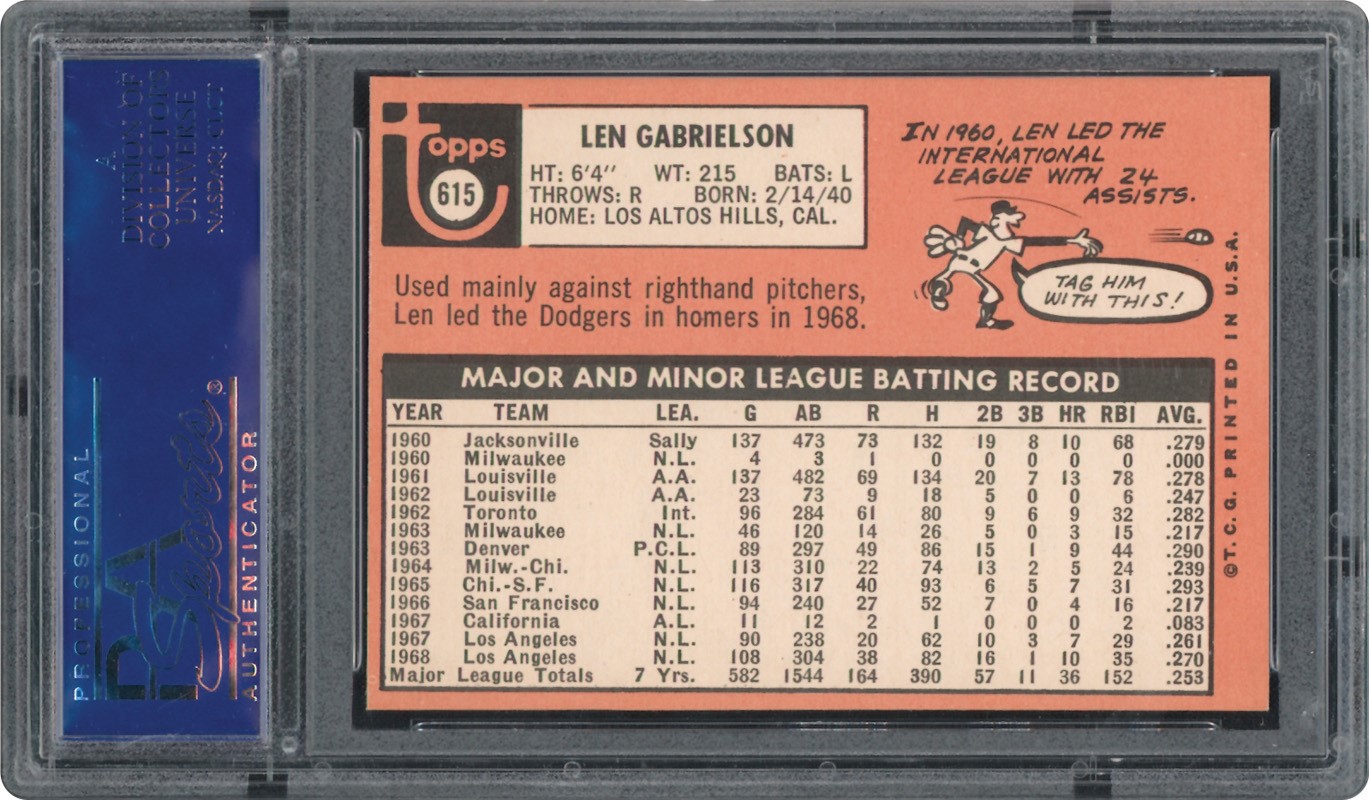 A
DIVISION OF
COLLECTORS
UNIVERSE
NASDAQ: CLCT
PROFESSIONAL
PSA
Sports ®
AUTHENTICATOR
topps
615
LEN GABRIELSON
HT: 6'4" WT: 215 BATS: L
THROWS: R BORN: 2/14/40
HOME: LOS ALTOS HILLS, CAL.
IN 1960, LEN LED THE
INTERNATIONAL
LEAGUE WITH 24
ASSISTS.
TAG HIM
WITH THIS!
Used mainly against righthand pitchers,
Len led the Dodgers in homers in 1968.
MAJOR AND MINOR LEAGUE BATTING RECORD
YEAR TEAM LEA. G AB R H 2B 3B HR RBI AVG.
1960 Jacksonville Sally 137 473 73 132 19 8 10 68 .279
1960 Milwaukee N.L. 4 3 1 0 0 0 0 0 .000
1961 Louisville A.A. 137 482 69 134 20 7 13 78 .278
1962 Louisville A.A. 23 73 9 18 5 0 0 6 .247
1962 Toronto Int. 96 284 61 80 9 6 9 32 .282
1963 Milwaukee N.L. 46 120 14 26 5 0 3 15 .217
1963 Denver P.C.L. 89 297 49 86 15 1 9 44 .290
1964 Milw.-Chi. N.L. 113 310 22 74 13 2 5 24 .239
1965 Chi.-S.F. N.L. 116 317 40 93 6 5 7 31 .293
1966 San Francisco N.L. 94 240 27 52 7 0 4 16 .217
1967 California A.L. 11 12 2 1 0 0 0 2 .083
1967 Los Angeles N.L. 90 238 20 62 10 3 7 29 .261
1968 Los Angeles N.L. 108 304 38 82 16 1 10 35 .270
Major League Totals 7 Yrs. 582 1544 164 390 57 11 36 152 .253
©T.C.G. PRINTED IN U.S.A.